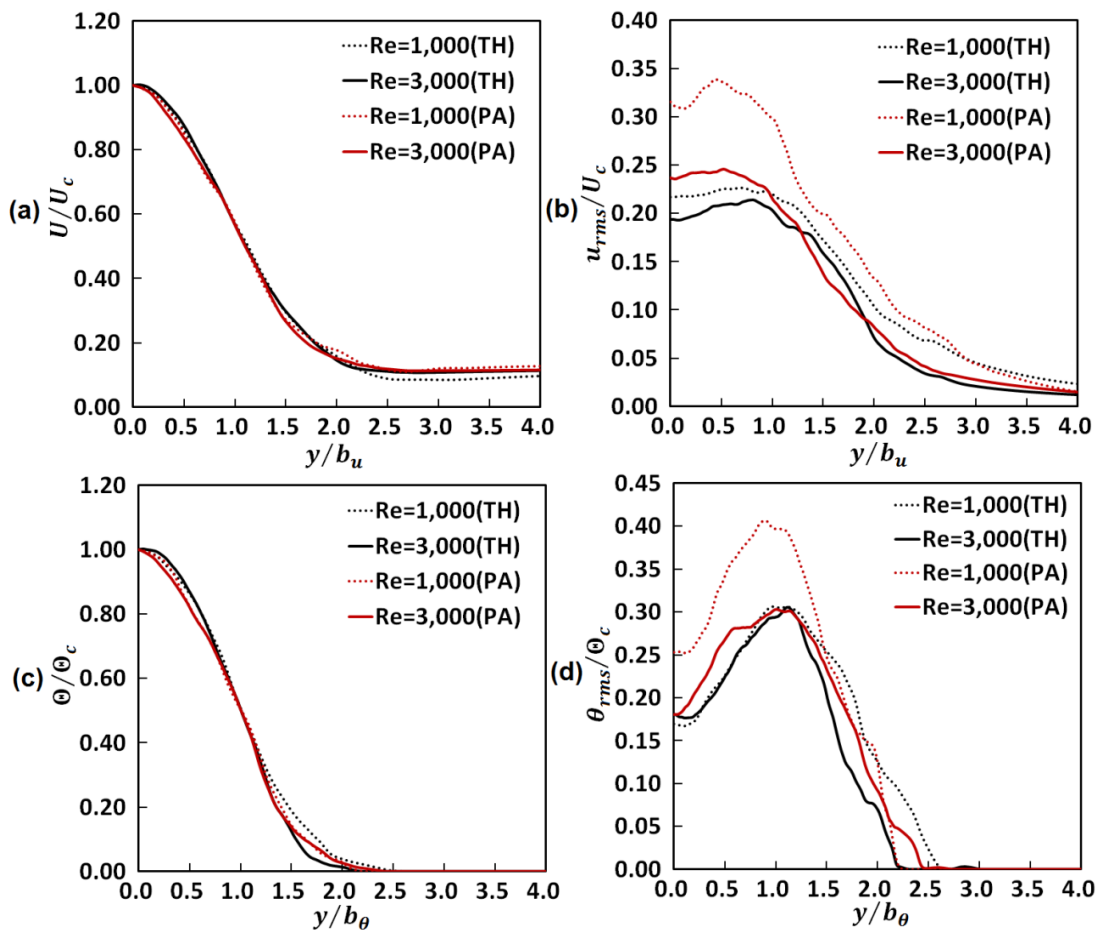 1.20
1.00
0.80
0.60
0.40
0.20
0.00
U/U_c
(a)
0.0 0.5 1.0 1.5 2.0 2.5 3.0 3.5 4.0
y/b_u
Re=1,000(TH)
Re=3,000(TH)
Re=1,000(PA)
Re=3,000(PA)
0.40
0.35
0.30
0.25
0.20
0.15
0.10
0.05
0.00
u_rms/U_c
(b)
0.0 0.5 1.0 1.5 2.0 2.5 3.0 3.5 4.0
y/b_u
Re=1,000(TH)
Re=3,000(TH)
Re=1,000(PA)
Re=3,000(PA)
1.20
1.00
0.80
0.60
0.40
0.20
0.00
Θ/Θ_c
(c)
0.0 0.5 1.0 1.5 2.0 2.5 3.0 3.5 4.0
y/b_θ
Re=1,000(TH)
Re=3,000(TH)
Re=1,000(PA)
Re=3,000(PA)
0.45
0.40
0.35
0.30
0.25
0.20
0.15
0.10
0.05
0.00
θ_rms/Θ_c
(d)
0.0 0.5 1.0 1.5 2.0 2.5 3.0 3.5 4.0
y/b_θ
Re=1,000(TH)
Re=3,000(TH)
Re=1,000(PA)
Re=3,000(PA)